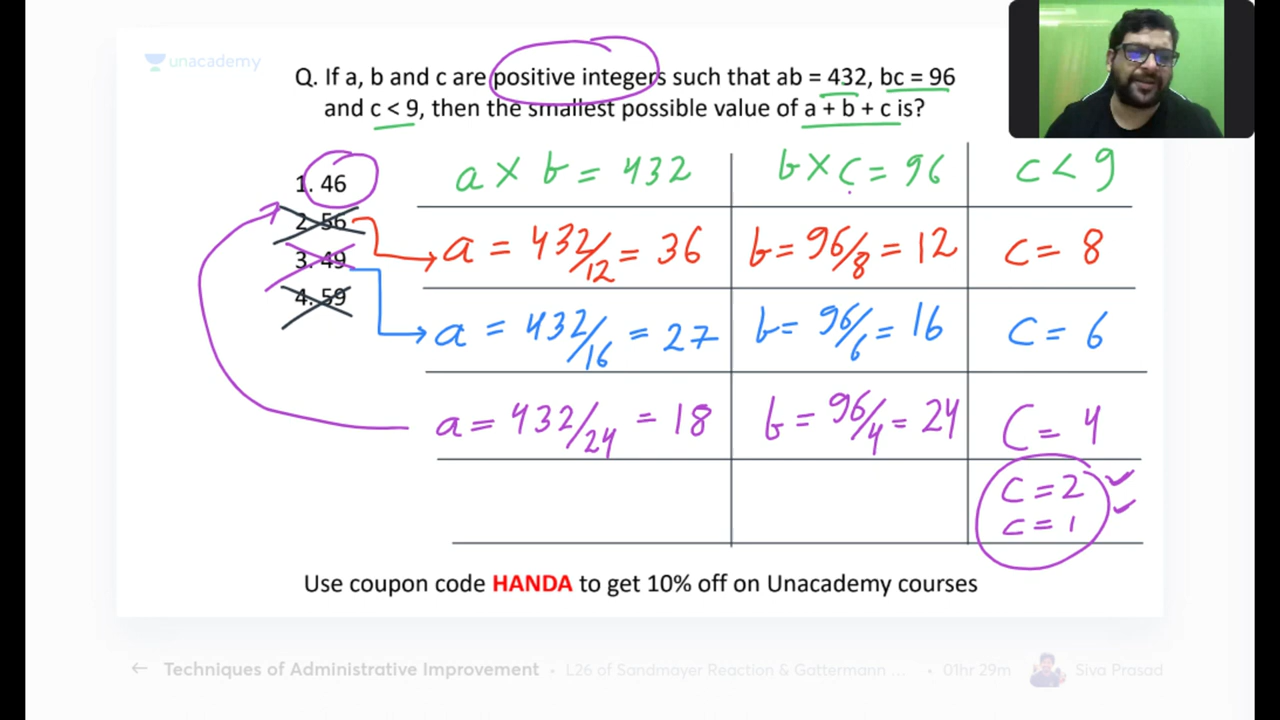 unacademy
Q. If a, b and c are positive integers such that ab = 432, bc = 96
and c < 9, then the smallest possible value of a + b + c is?
1. 46
2. 56
3. 49
4. 59
a × b = 432
b × c = 96
c < 9
a = 432/12 = 36
b = 96/8 = 12
c = 8
a = 432/16 = 27
b = 96/6 = 16
c = 6
a = 432/24 = 18
b = 96/4 = 24
c = 4
c = 2
c = 1
Use coupon code HANDA to get 10% off on Unacademy courses
← Techniques of Administrative Improvement • L26 of Sandmayer Reaction & Gattermann ... • 01hr 29m Siva Prasad